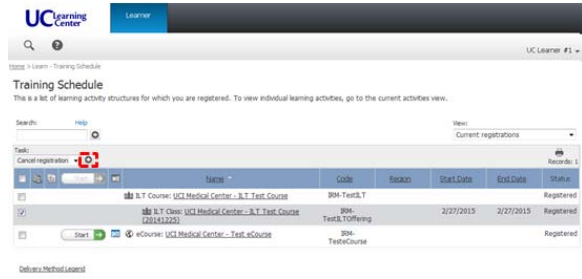 UC Learning Center
Learner
UC Learner #1
Home > Learn - Training Schedule
Training Schedule
This is a list of learning activity structures for which you are registered. To view individual learning activities, go to the current activities view.
Search: Help
View:
Current registrations
Task:
Cancel registration
Records: 1
Start Name Code Region Start Date End Date Status
ILT Course: UCI Medical Center - ILT Test Course IRM-TestILT Registered
ILT Class: UCI Medical Center - ILT Test Course (20141225) IRM-TestILTOffering 2/27/2015 2/27/2015 Registered
Start eCourse: UCI Medical Center - Test eCourse IRM-TesteCourse Registered
Delivery Method Legend